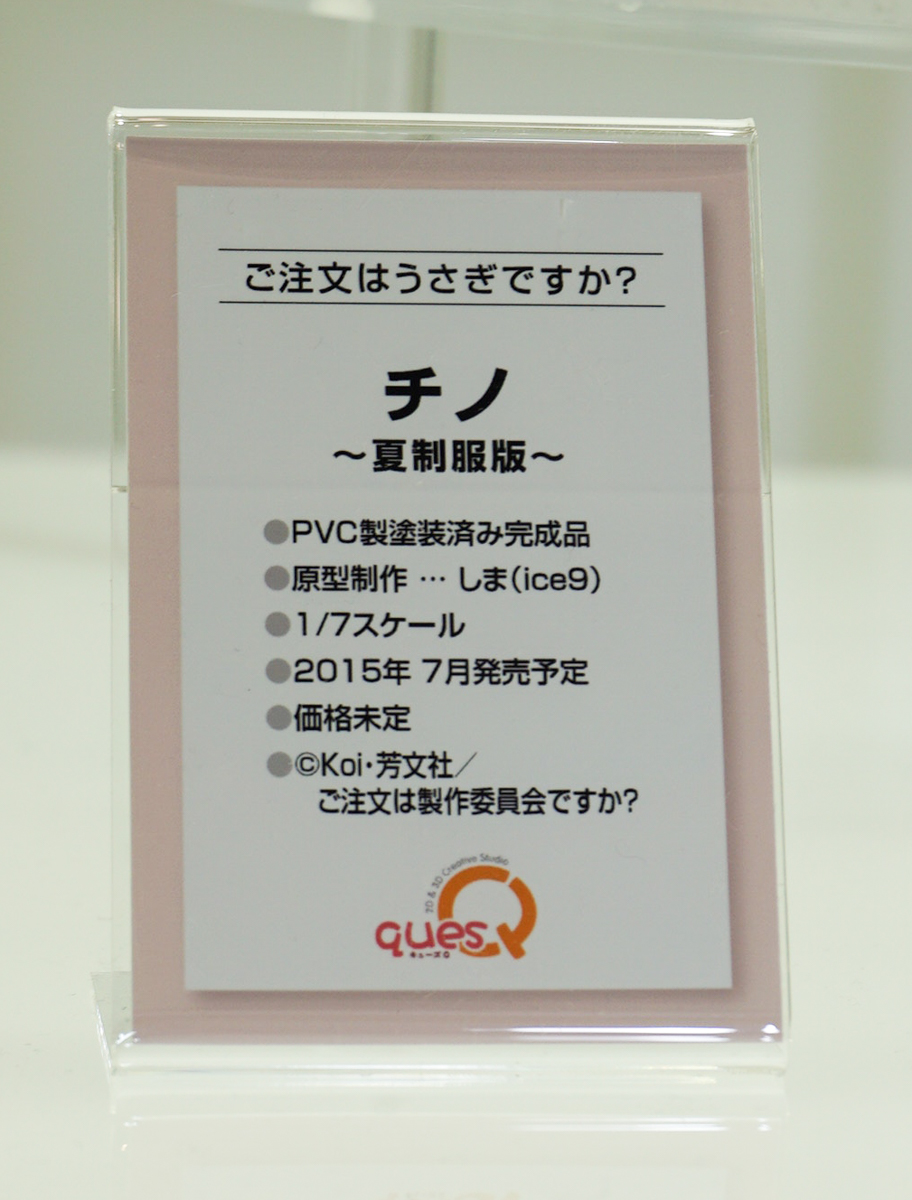 ご注文はうさぎですか?
チノ
~夏制服版~
●PVC製塗装済み完成品
●原型制作 … しま(ice9)
●1/7スケール
●2015年 7月発売予定
●価格未定
●©Koi・芳文社/
ご注文は製作委員会ですか?
2D & 3D Creative Studio
quesQ
キューズQ